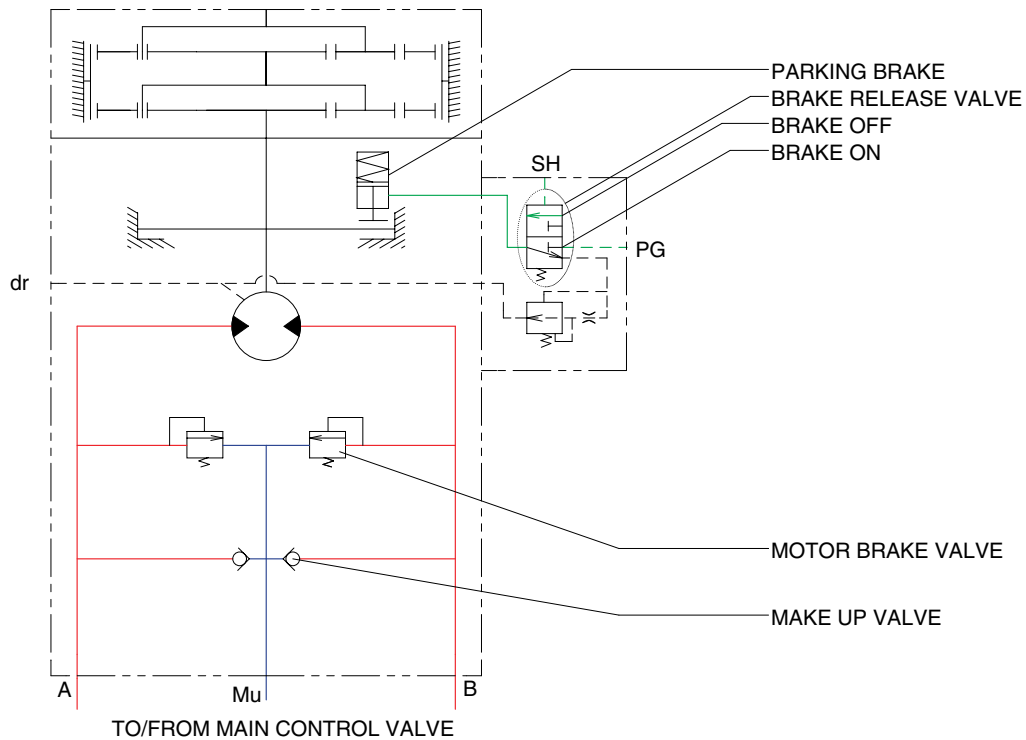 PARKING BRAKE
BRAKE RELEASE VALVE
BRAKE OFF
BRAKE ON
SH
PG
dr
MOTOR BRAKE VALVE
MAKE UP VALVE
A
Mu
B
TO/FROM MAIN CONTROL VALVE